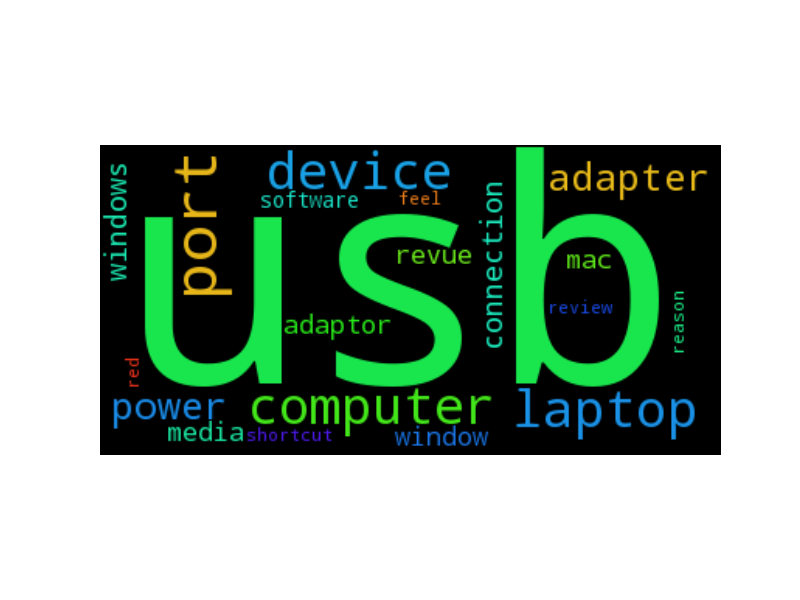 usb
port
device
adapter
windows
software
feel
connection
revue
mac
review
reason
adaptor
red
power
computer
laptop
media
shortcut
window